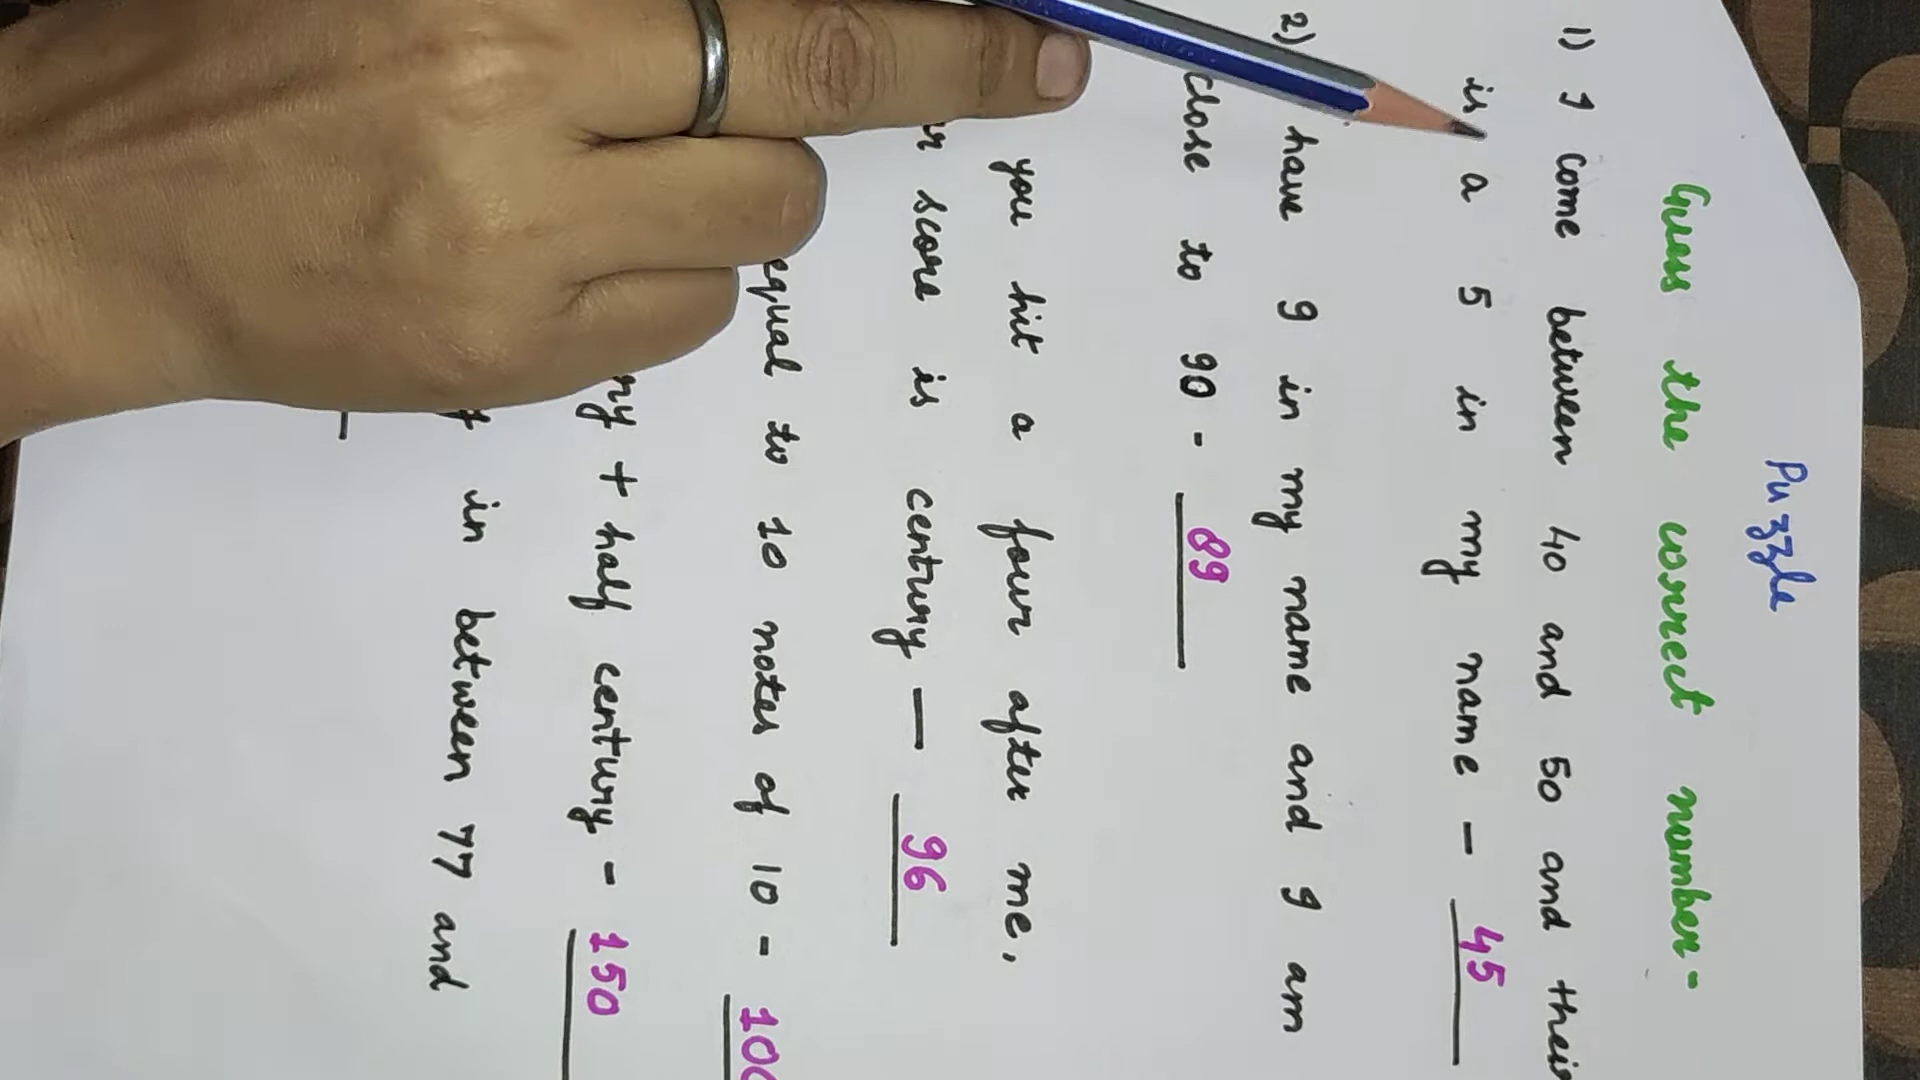 Puzzle
Guess the correct number-
1) I come between 40 and 50 and their
is a 5 in my name - 45
2) have 9 in my name and I am
close to 90 - 89
you hit a four after me,
score is century - 96
equal to 10 notes of 10 - 100
+ half century - 150
in between 77 and